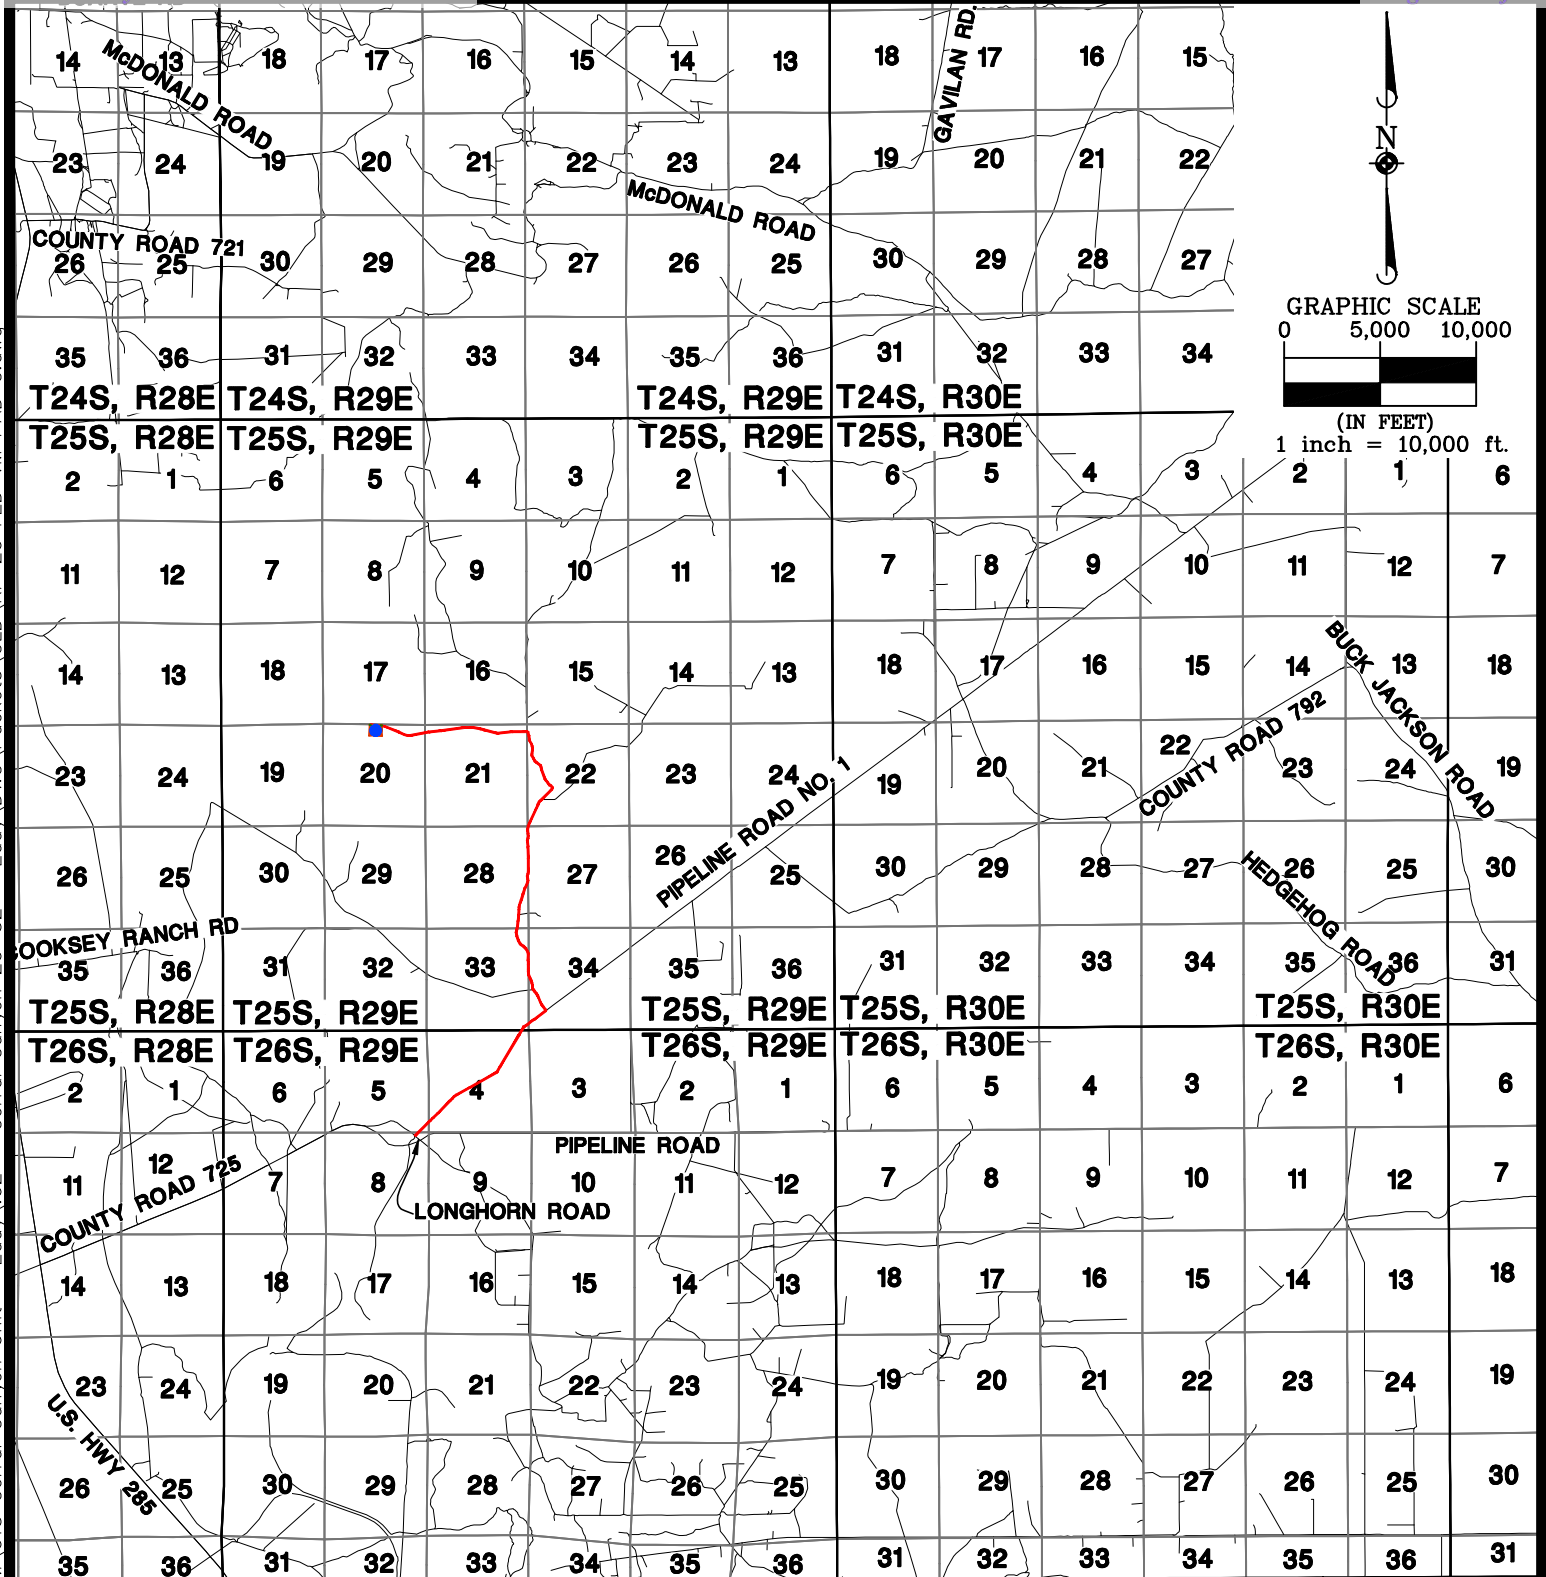 14 13 18 17 16 15 14 13 18 17 16 15
McDONALD ROAD
GAVILAN RD.
N
23 24 19 20 21 22 23 24 19 20 21 22
McDONALD ROAD
COUNTY ROAD 721
26 25 30 29 28 27 26 25 30 29 28 27
GRAPHIC SCALE
0 5,000 10,000
35 36 31 32 33 34 35 36 31 32 33 34
T24S, R28E T24S, R29E T24S, R29E T24S, R30E
(IN FEET)
1 inch = 10,000 ft.
T25S, R28E T25S, R29E T25S, R29E T25S, R30E
2 1 6 5 4 3 2 1 6 5 4 3 2 1 6
11 12 7 8 9 10 11 12 7 8 9 10 11 12 7
14 13 18 17 16 15 14 13 18 17 16 15 14 13 18
BUCK JACKSON ROAD
COUNTY ROAD 792
23 24 19 20 21 22 23 24 19 20 21 22 23 24 19
PIPELINE ROAD NO. 1
26 25 30 29 28 27 26 25 30 29 28 27 26 25 30
HEDGEHOG ROAD
COOKSEY RANCH RD
35 36 31 32 33 34 35 36 31 32 33 34 35 36 31
T25S, R28E T25S, R29E T25S, R29E T25S, R30E T25S, R30E
T26S, R28E T26S, R29E T26S, R29E T26S, R30E T26S, R30E
2 1 6 5 4 3 2 1 6 5 4 3 2 1 6
PIPELINE ROAD
11 12 7 8 9 10 11 12 7 8 9 10 11 12 7
COUNTY ROAD 725
LONGHORN ROAD
14 13 18 17 16 15 14 13 18 17 16 15 14 13 18
23 24 19 20 21 22 23 24 19 20 21 22 23 24 19
U.S. HWY 285
26 25 30 29 28 27 26 25 30 29 28 27 26 25 30
35 36 31 32 33 34 35 36 31 32 33 34 35 36 31